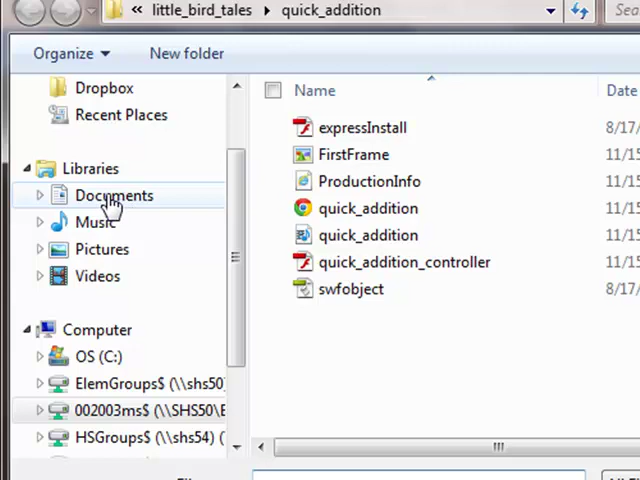 « little_bird_tales ▸ quick_addition Sea
Organize ▾ New folder
Dropbox
Recent Places
Libraries
Documents
Music
Pictures
Videos
Computer
OS (C:)
ElemGroups$ (\\shs50)
002003ms$ (\\SHS50\E
HSGroups$ (\\shs54) (
Name Date
expressInstall 8/17/
FirstFrame 11/15
ProductionInfo 11/15
quick_addition 11/15
quick_addition 11/15
quick_addition_controller 11/15
swfobject 8/17/